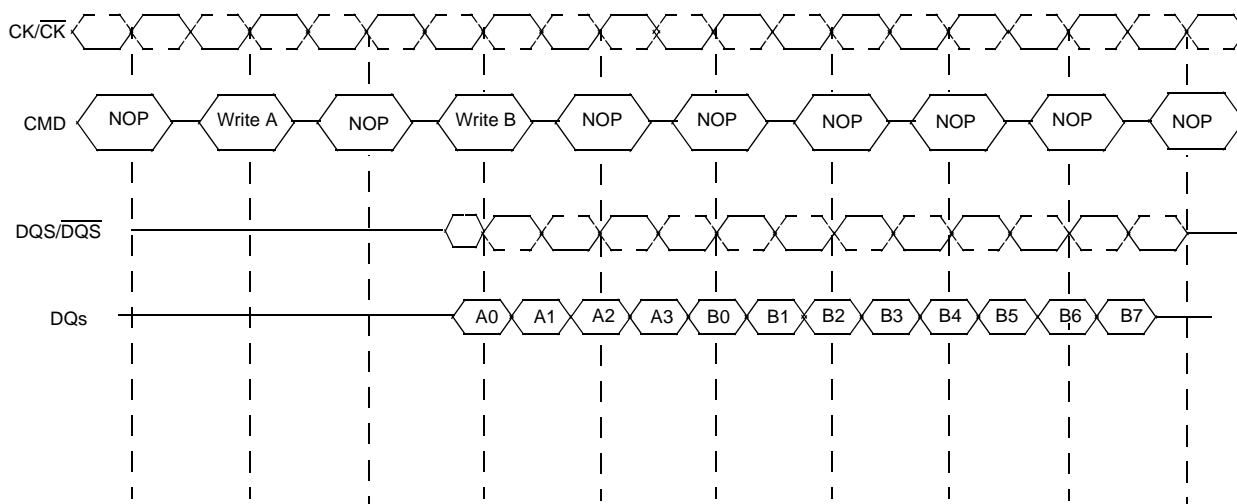 CK/CK
CMD NOP Write A NOP Write B NOP NOP NOP NOP NOP NOP
DQS/DQS
DQs A0 A1 A2 A3 B0 B1 B2 B3 B4 B5 B6 B7